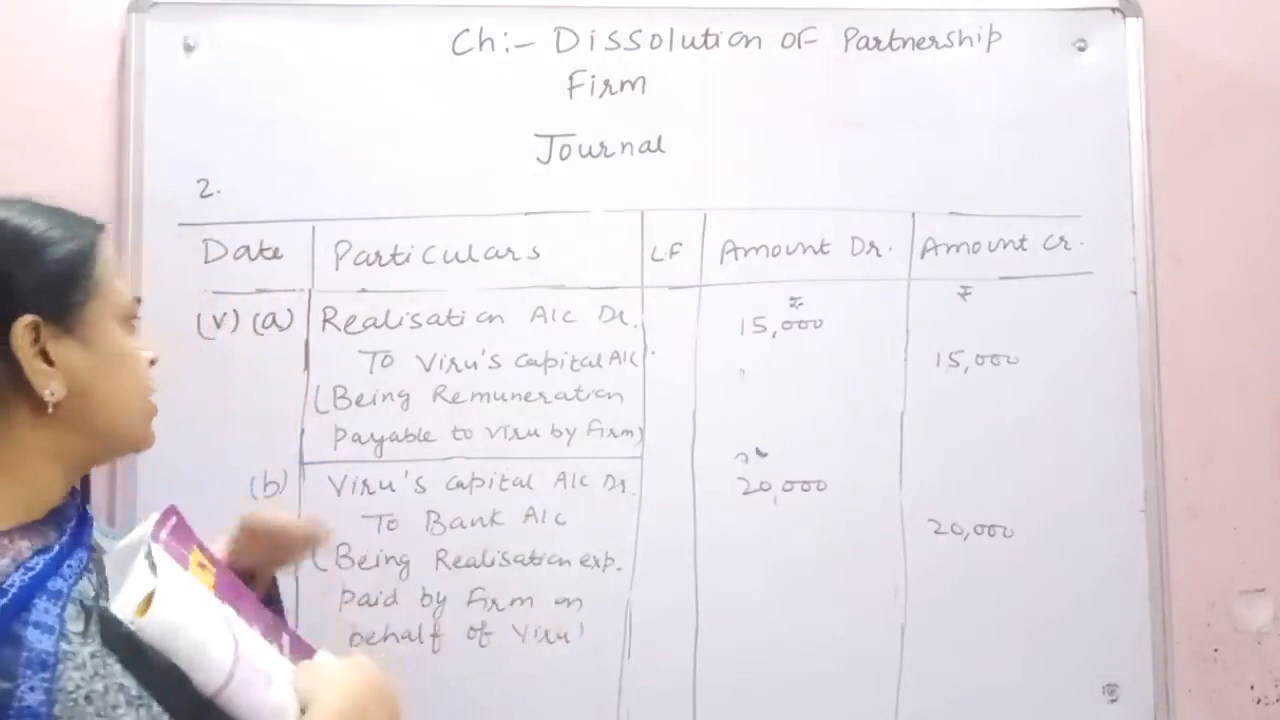 Ch:- Dissolution of Partnership
Firm
Journal
2.
Date Particulars L.F Amount Dr. Amount Cr.
₹ ₹
(v) (a) Realisation A/c Dr. 15,000
To Viru's Capital A/c 15,000
(Being Remuneration
payable to Viru by firm)
(b) Viru's Capital A/c Dr. 20,000
To Bank A/c 20,000
(Being Realisation exp.
paid by firm on
behalf of Viru)